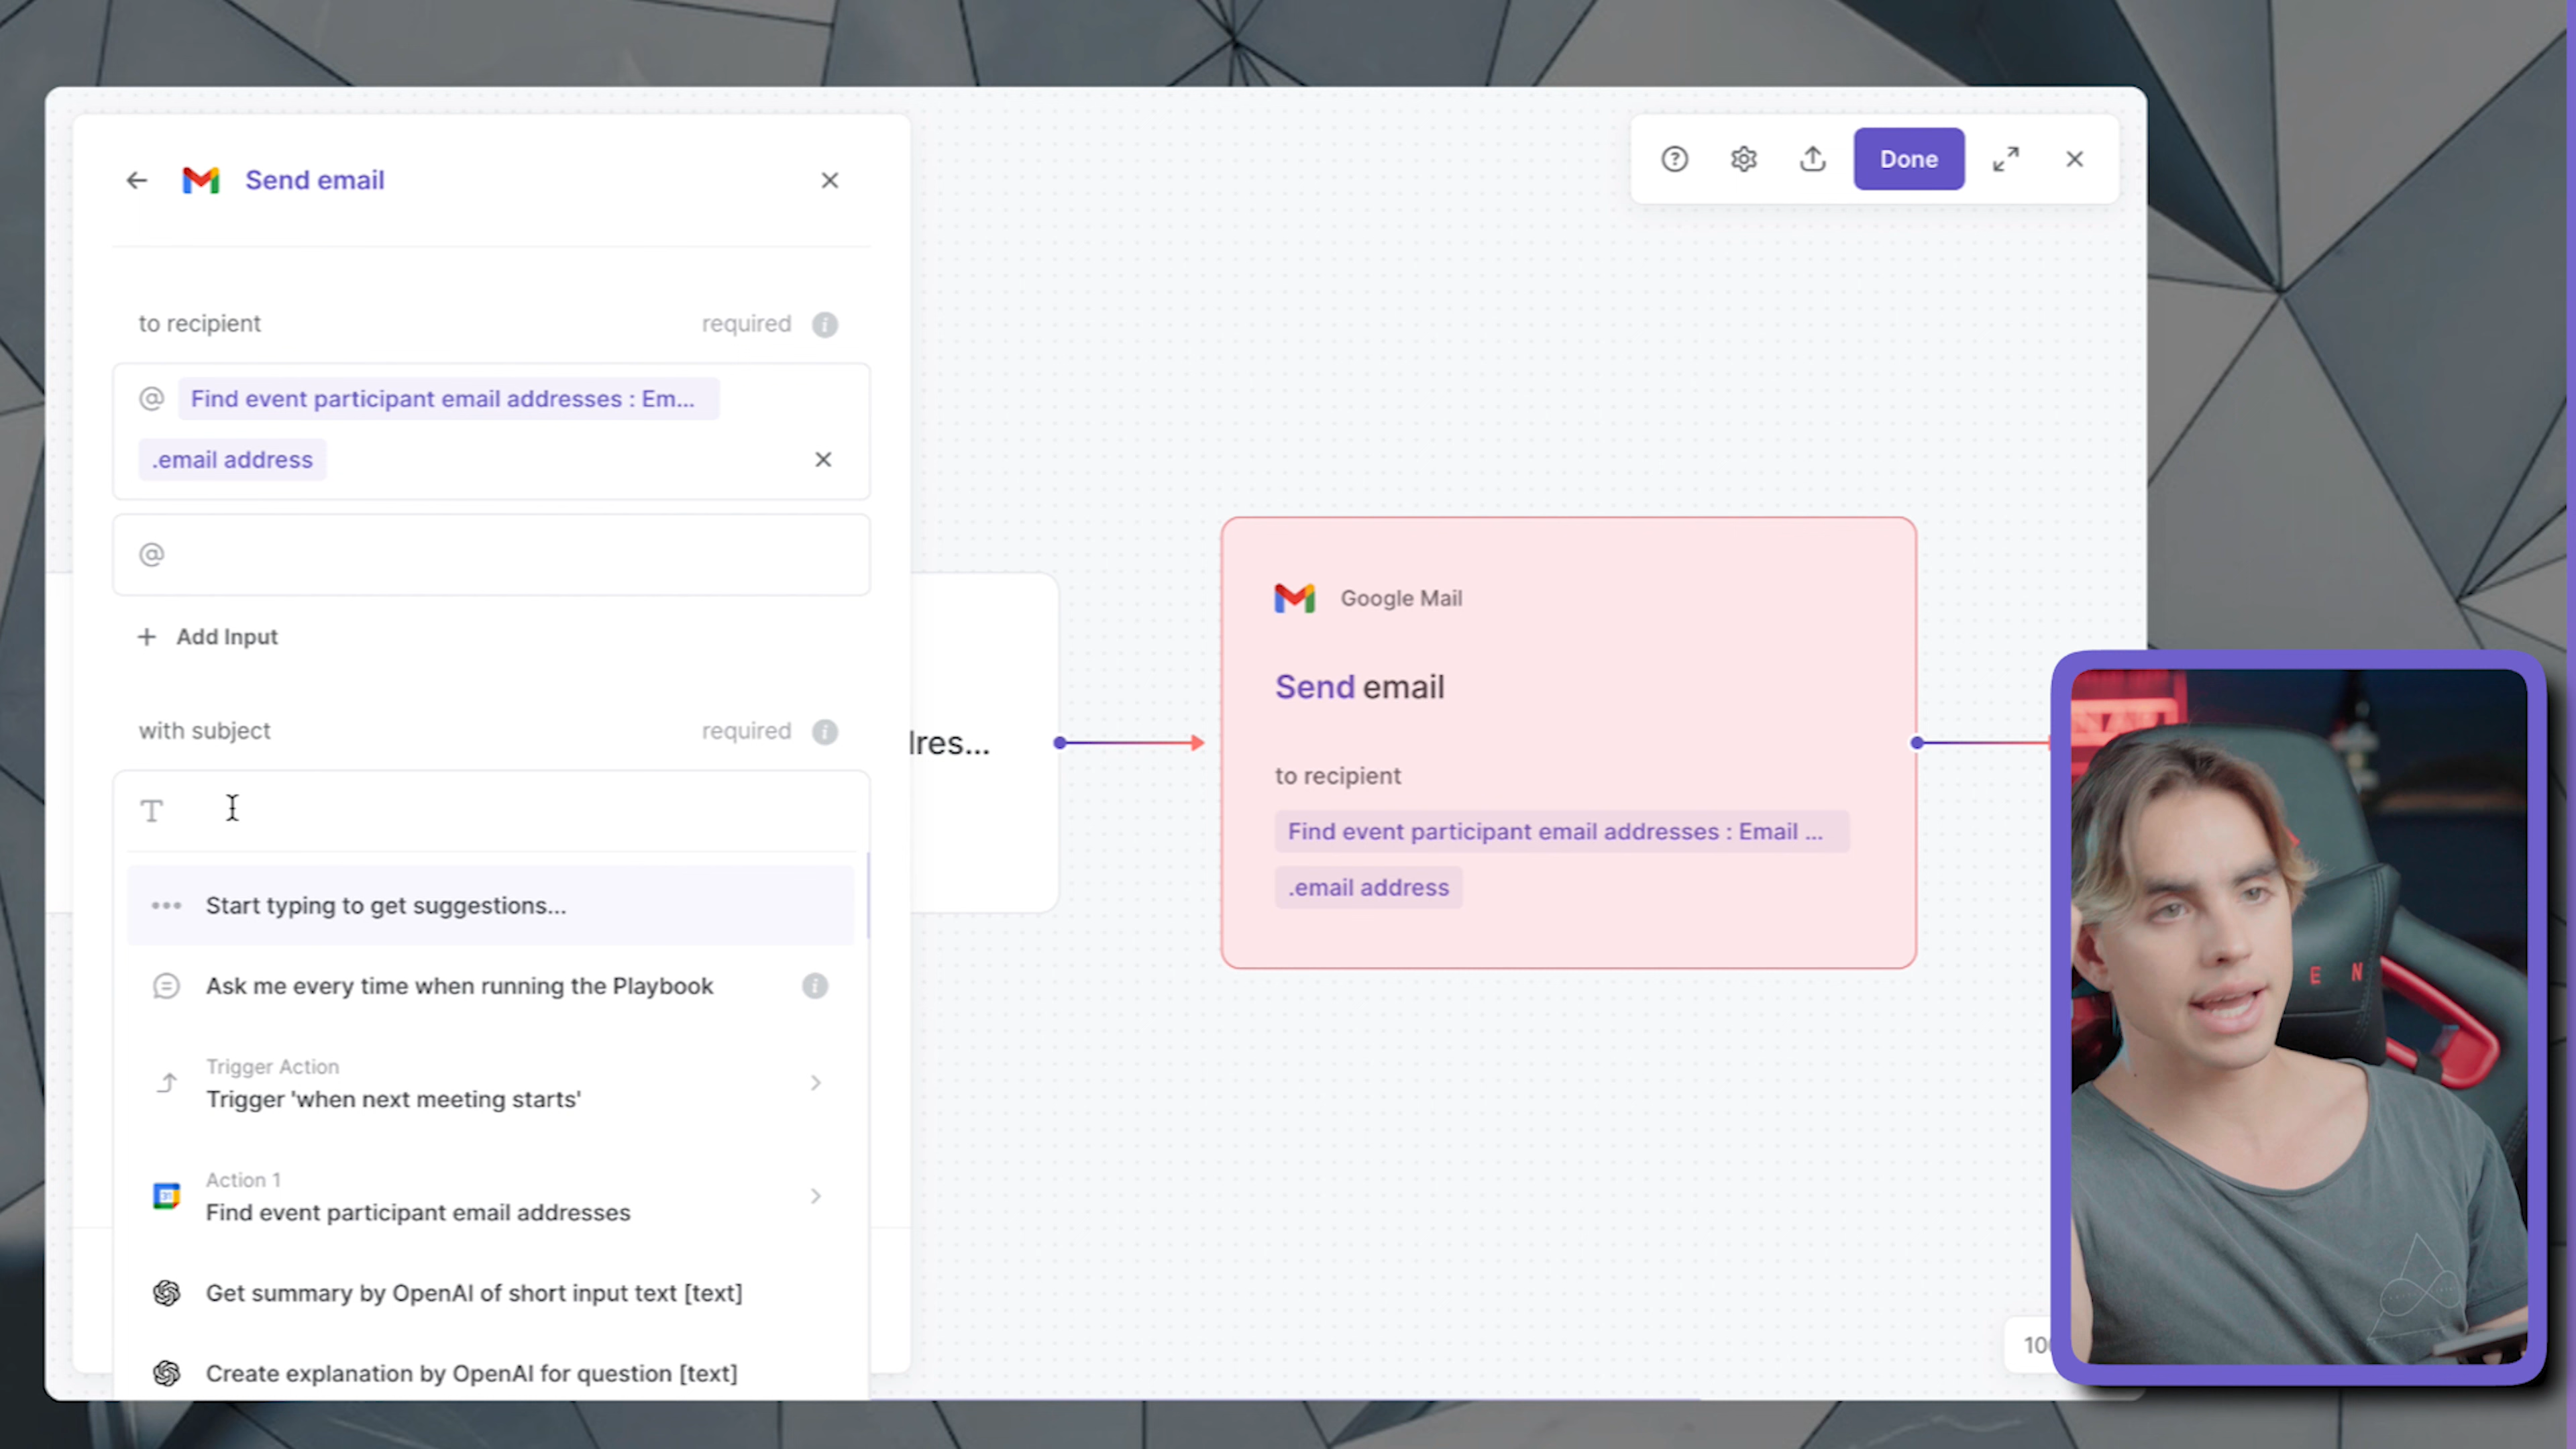 Send email
to recipient
required
@ Find event participant email addresses : Em...
.email address
@
+ Add Input
with subject
required
T
Start typing to get suggestions...
Ask me every time when running the Playbook
Trigger Action
Trigger 'when next meeting starts'
Action 1
Find event participant email addresses
Get summary by OpenAI of short input text [text]
Create explanation by OpenAI for question [text]
Done
lres...
Google Mail
Send email
to recipient
Find event participant email addresses : Email ...
.email address
E N